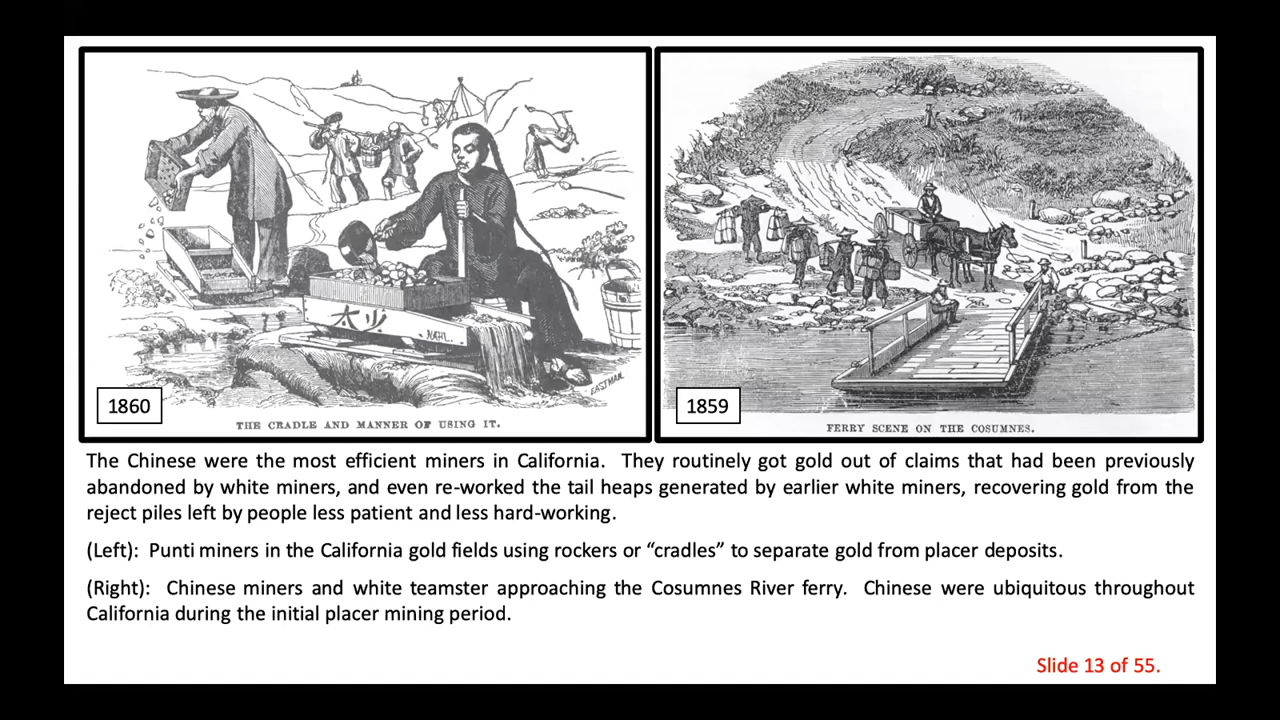 大少
NAHL.
EASTMAN.
1860
THE CRADLE AND MANNER OF USING IT.
1859
FERRY SCENE ON THE COSUMNES.
The Chinese were the most efficient miners in California. They routinely got gold out of claims that had been previously
abandoned by white miners, and even re-worked the tail heaps generated by earlier white miners, recovering gold from the
reject piles left by people less patient and less hard-working.
(Left): Punti miners in the California gold fields using rockers or “cradles” to separate gold from placer deposits.
(Right): Chinese miners and white teamster approaching the Cosumnes River ferry. Chinese were ubiquitous throughout
California during the initial placer mining period.
Slide 13 of 55.